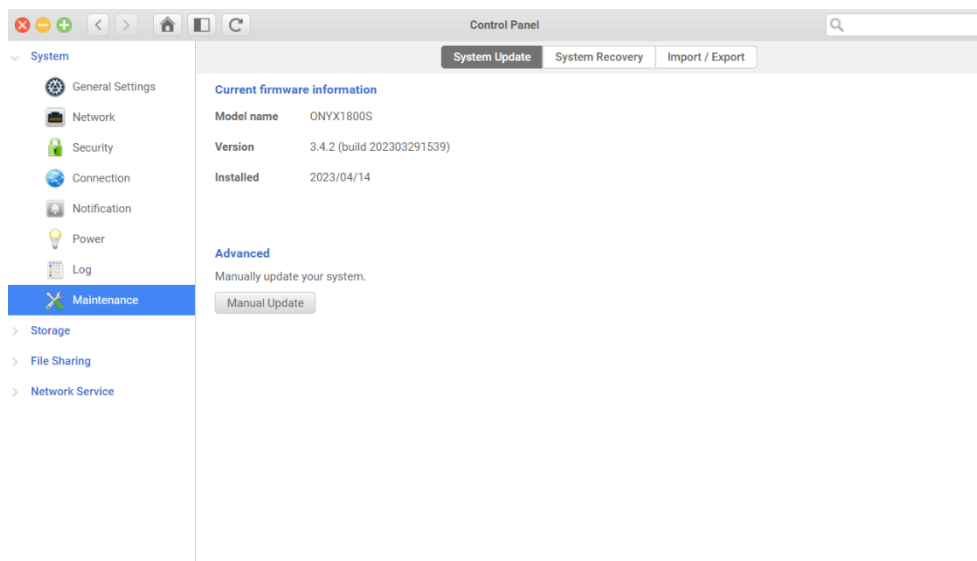 Control Panel
System
General Settings
Network
Security
Connection
Notification
Power
Log
Maintenance
Storage
File Sharing
Network Service
System Update System Recovery Import / Export
Current firmware information
Model name ONYX1800S
Version 3.4.2 (build 202303291539)
Installed 2023/04/14
Advanced
Manually update your system.
Manual Update